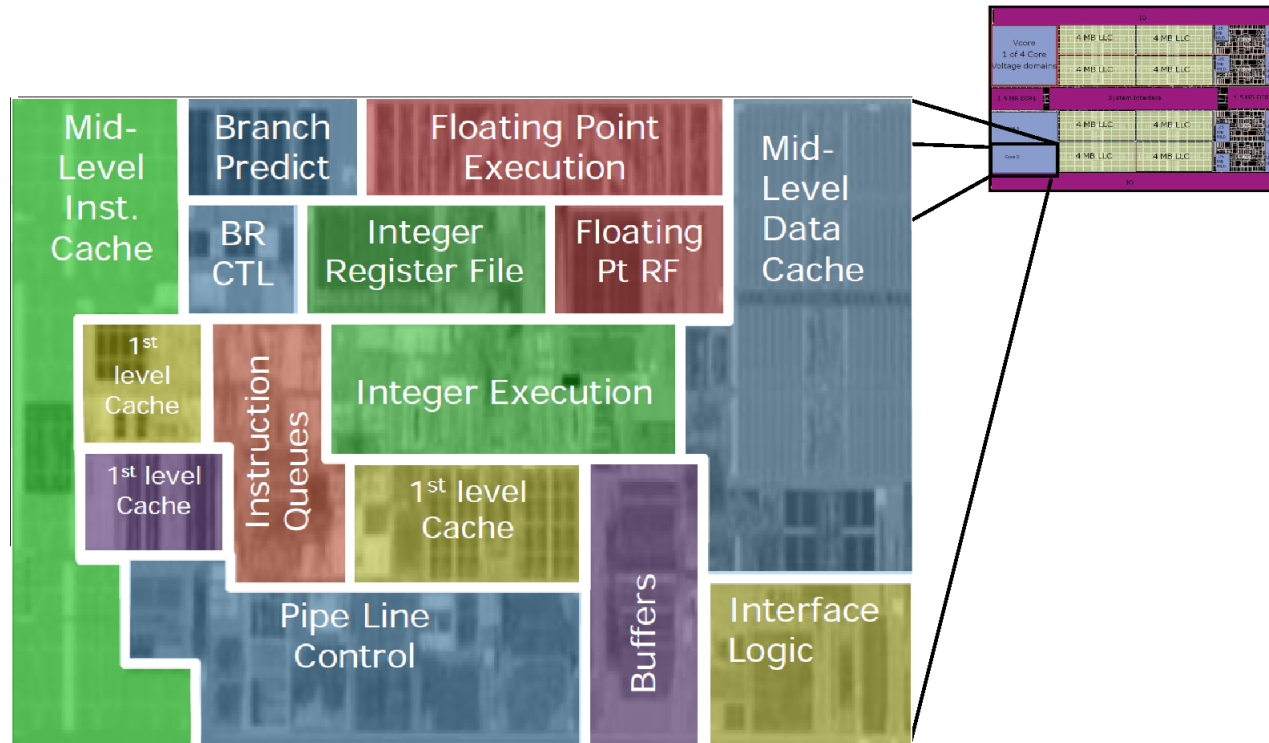 Mid-
Level
Inst.
Cache
Branch
Predict
Floating Point
Execution
Mid-
Level
Data
Cache
BR
CTL
Integer
Register File
Floating
Pt RF
1st
level
Cache
Instruction
Queues
Integer Execution
1st level
Cache
1st level
Cache
Pipe Line
Control
Buffers
Interface
Logic
IO
Vcore
1 of 4 Core
Voltage domains
4 MB LLC
4 MB LLC
4 MB LLC
4 MB LLC
System Interface
4 MB LLC
4 MB LLC
4 MB LLC
4 MB LLC
IO